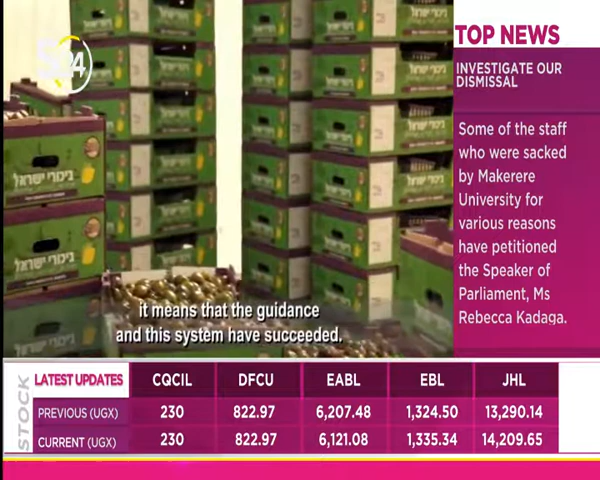 S24
TOP NEWS
INVESTIGATE OUR
DISMISSAL
Some of the staff
who were sacked
by Makerere
University for
various reasons
have petitioned
the Speaker of
Parliament, Ms
Rebecca Kadaga.
ביכורי ישראל
ביכורי ישראל
ביכורי ישראל
it means that the guidance
and this system have succeeded.
STOCK
LATEST UPDATES CQCIL DFCU EABL EBL JHL
PREVIOUS (UGX) 230 822.97 6,207.48 1,324.50 13,290.14
CURRENT (UGX) 230 822.97 6,121.08 1,335.34 14,209.65